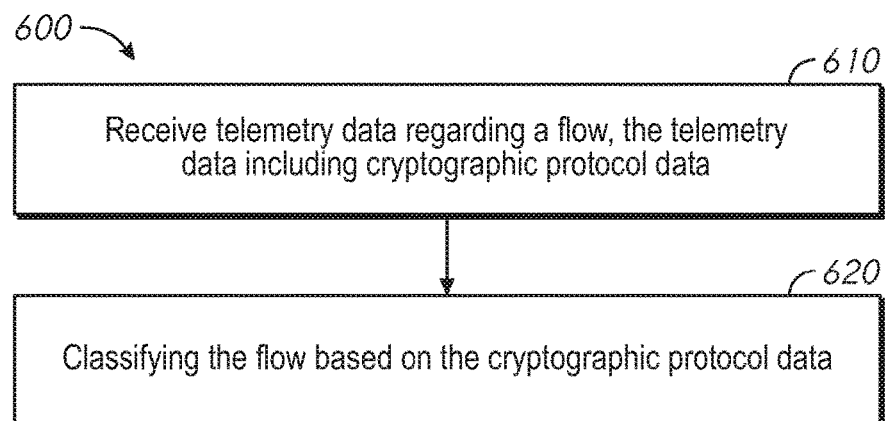 600
610
Receive telemetry data regarding a flow, the telemetry
data including cryptographic protocol data
620
Classifying the flow based on the cryptographic protocol data